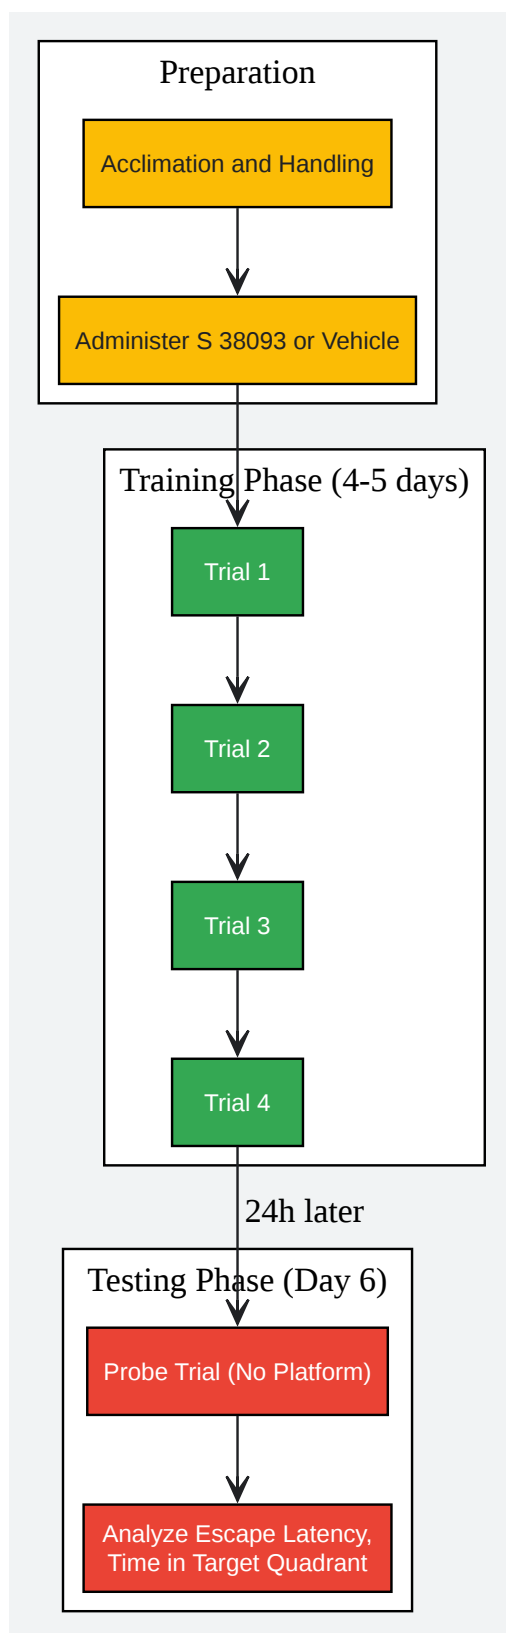 Preparation
Acclimation and Handling
Administer S 38093 or Vehicle
Training Phase (4-5 days)
Trial 1
Trial 2
Trial 3
Trial 4
24h later
Testing Phase (Day 6)
Probe Trial (No Platform)
Analyze Escape Latency,
Time in Target Quadrant